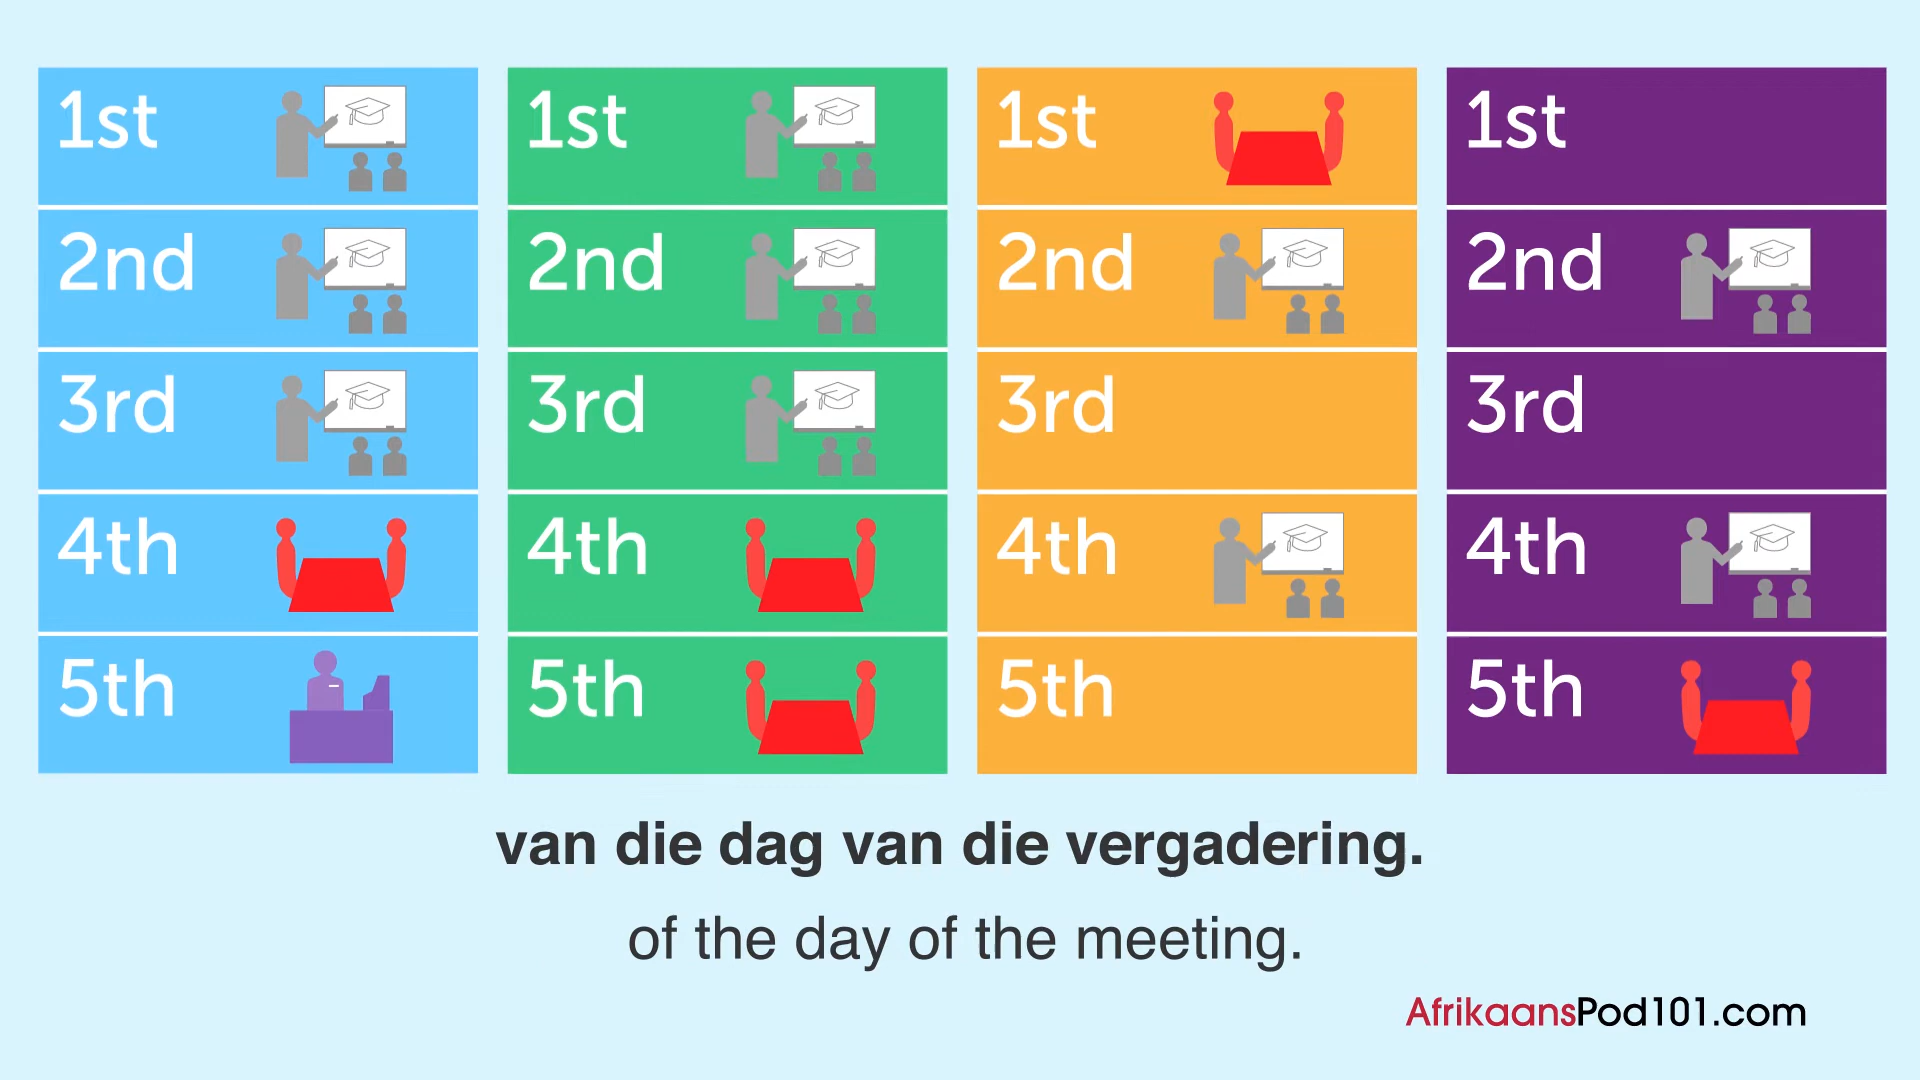 1st
2nd
3rd
4th
5th
1st
2nd
3rd
4th
5th
1st
2nd
3rd
4th
5th
1st
2nd
3rd
4th
5th
van die dag van die vergadering.
of the day of the meeting.
AfrikaansPod101.com